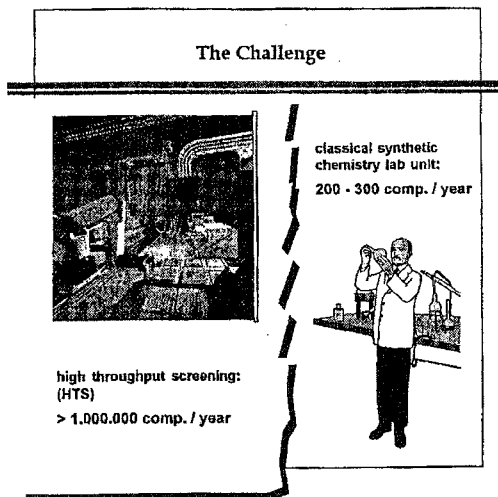 The Challenge
classical synthetic
chemistry lab unit:
200 - 300 comp. / year
high throughput screening:
(HTS)
> 1.000.000 comp. / year